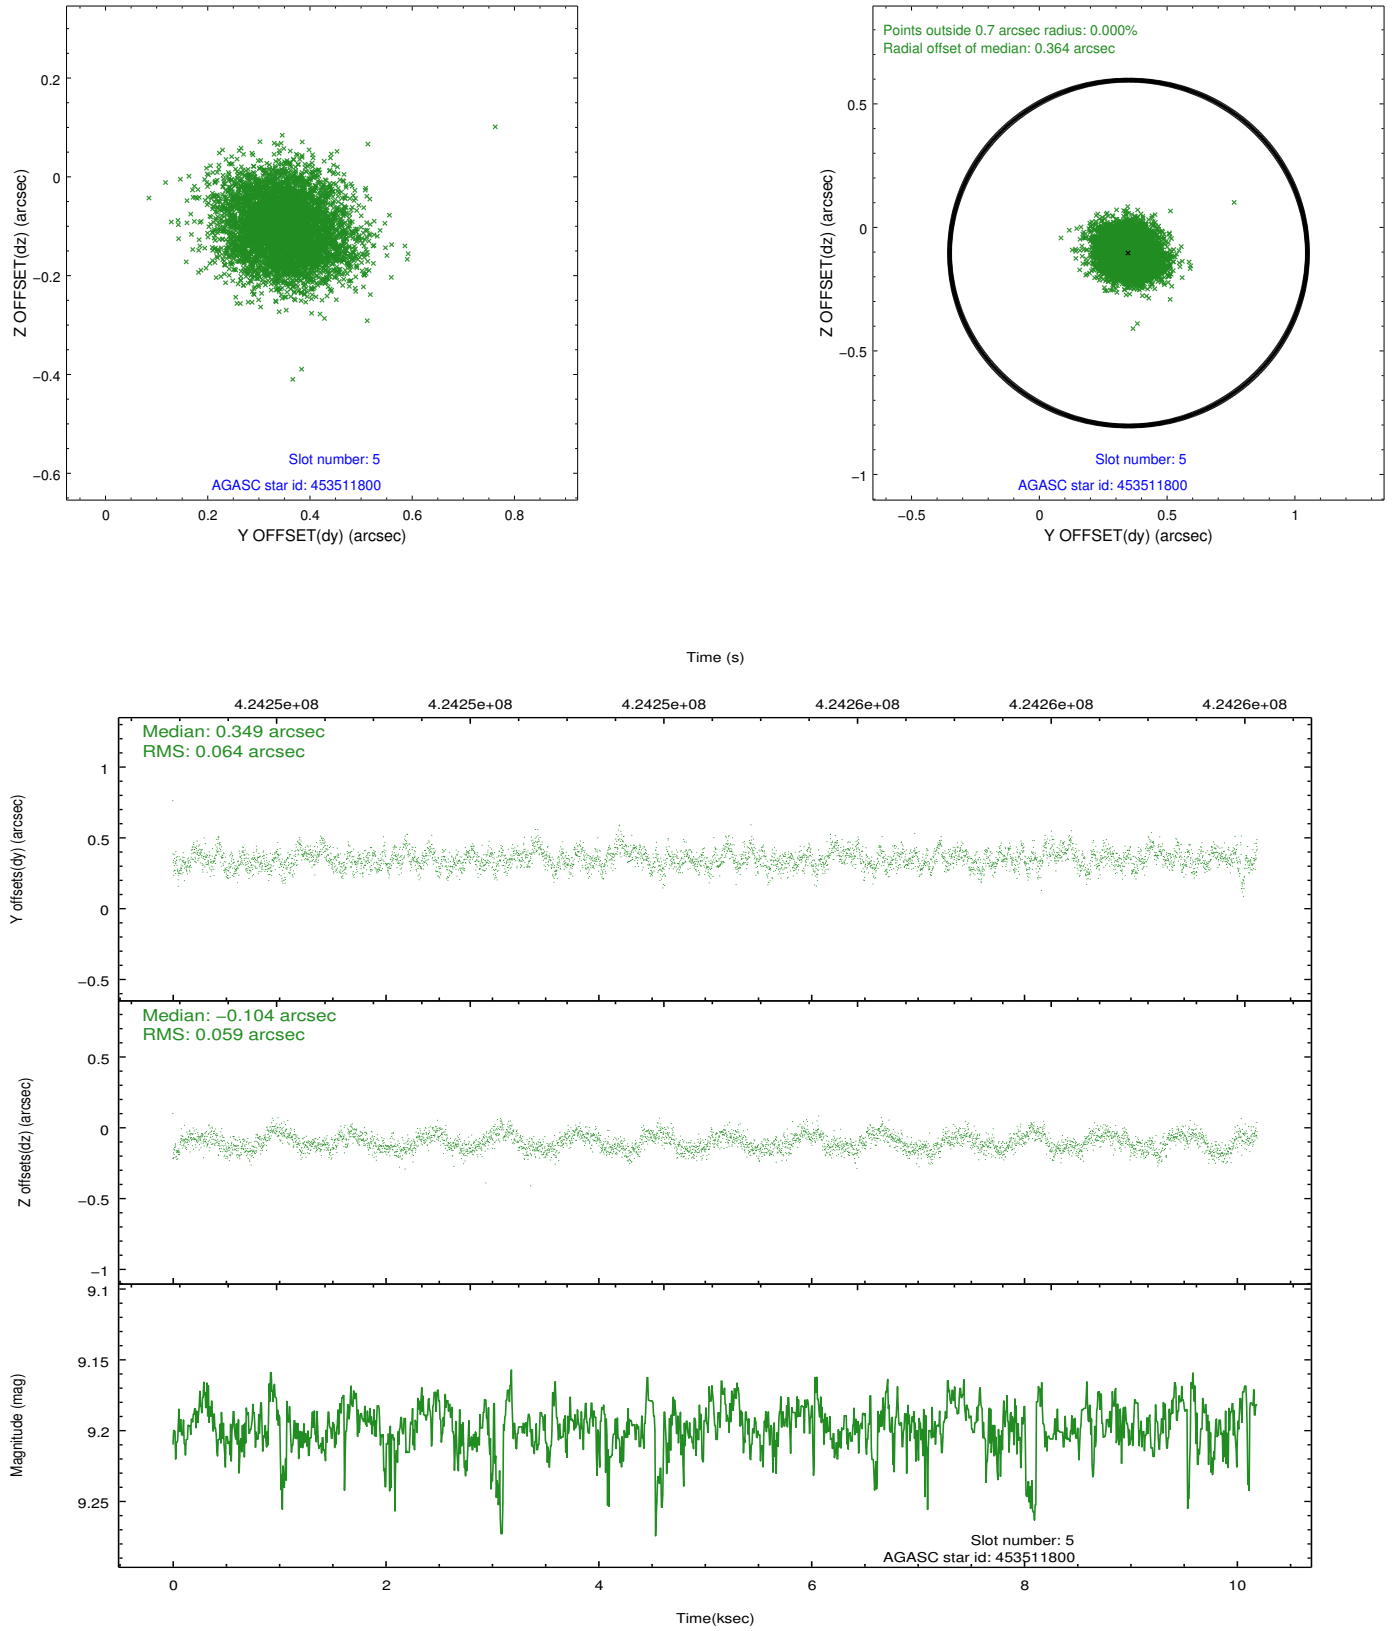 0.2
0
−0.2
−0.4
−0.6
Z OFFSET(dz) (arcsec)
Slot number: 5
AGASC star id: 453511800
0 0.2 0.4 0.6 0.8
Y OFFSET(dy) (arcsec)
Points outside 0.7 arcsec radius: 0.000%
Radial offset of median: 0.364 arcsec
0.5
0
−0.5
−1
Z OFFSET(dz) (arcsec)
Slot number: 5
AGASC star id: 453511800
−0.5 0 0.5 1
Y OFFSET(dy) (arcsec)
Time (s)
4.2425e+08 4.2425e+08 4.2425e+08 4.2426e+08 4.2426e+08 4.2426e+08
Median: 0.349 arcsec
RMS: 0.064 arcsec
1
0.5
0
−0.5
Y offsets(dy) (arcsec)
Median: −0.104 arcsec
RMS: 0.059 arcsec
0.5
0
−0.5
−1
Z offsets(dz) (arcsec)
9.1
9.15
9.2
9.25
Magnitude (mag)
Slot number: 5
AGASC star id: 453511800
0 2 4 6 8 10
Time(ksec)